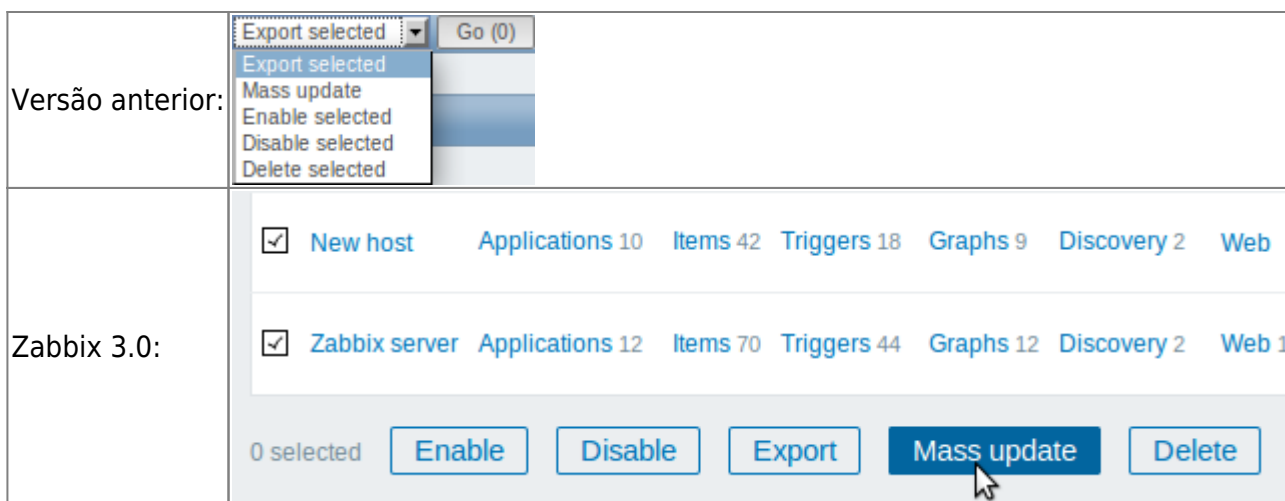 Versão anterior:
Export selected Go (0)
Export selected
Mass update
Enable selected
Disable selected
Delete selected
Zabbix 3.0:
New host Applications 10 Items 42 Triggers 18 Graphs 9 Discovery 2 Web
Zabbix server Applications 12 Items 70 Triggers 44 Graphs 12 Discovery 2 Web 1
0 selected Enable Disable Export Mass update Delete